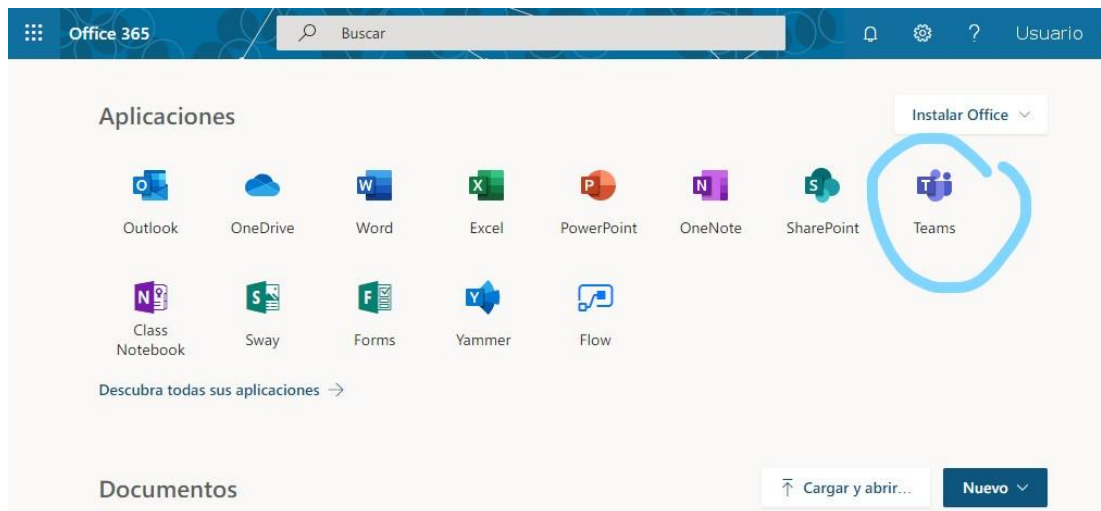 Office 365
Buscar
Usuario
Aplicaciones
Instalar Office
Outlook
OneDrive
Word
Excel
PowerPoint
OneNote
SharePoint
Teams
Class
Notebook
Sway
Forms
Yammer
Flow
Descubra todas sus aplicaciones
Documentos
Cargar y abrir...
Nuevo